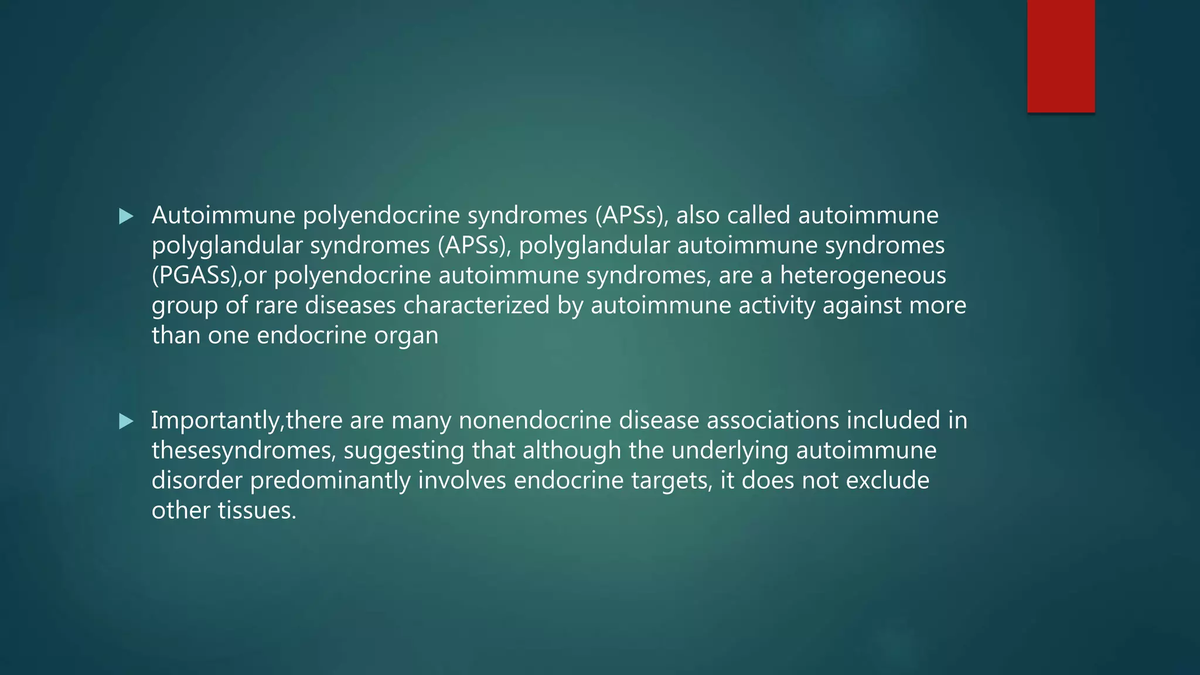 Autoimmune polyendocrine syndromes (APSs), also called autoimmune
polyglandular syndromes (APSs), polyglandular autoimmune syndromes
(PGASs),or polyendocrine autoimmune syndromes, are a heterogeneous
group of rare diseases characterized by autoimmune activity against more
than one endocrine organ
Importantly,there are many nonendocrine disease associations included in
thesesyndromes, suggesting that although the underlying autoimmune
disorder predominantly involves endocrine targets, it does not exclude
other tissues.